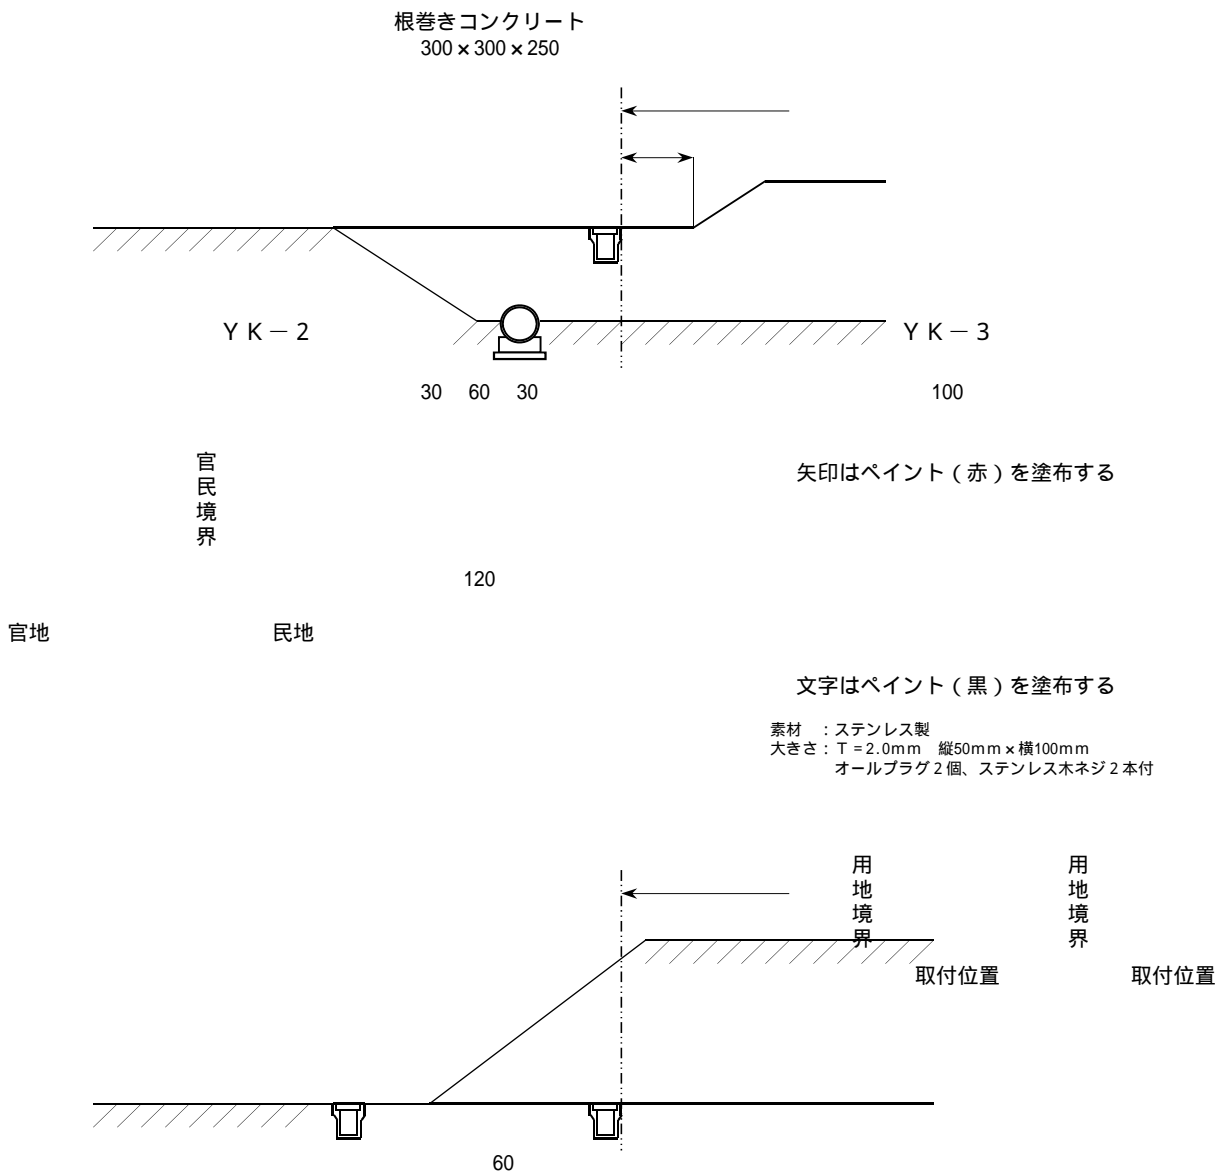 根巻きコンクリート
300×300×250
ＹＫ－2
ＹＫ－3
30 60 30
100
官民境界
矢印はペイント（赤）を塗布する
120
官地
民地
文字はペイント（黒）を塗布する
素材　：ステンレス製
大きさ：Ｔ=2.0mm　縦50mm×横100mm
オールプラグ２個、ステンレス木ネジ２本付
用地境界
用地境界
取付位置
取付位置
60